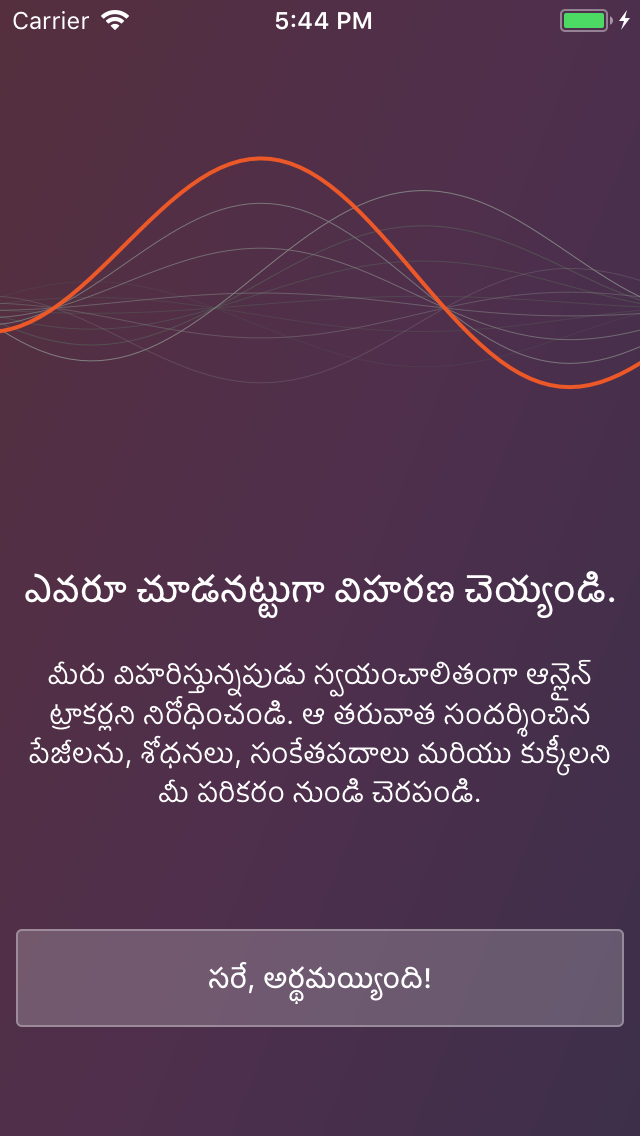 Carrier 5:44 PM
ఎవరూ చూడనట్టుగా విహరణ చెయ్యండి.
మీరు విహరిస్తున్నపుడు స్వయంచాలితంగా ఆన్లైన్
ట్రాకర్లని నిరోధించండి. ఆ తరువాత సందర్శించిన
పేజీలను, శోధనలు, సంకేతపదాలు మరియు కుక్కీలని
మీ పరికరం నుండి చెరపండి.
సరే, అర్థమయ్యింది!